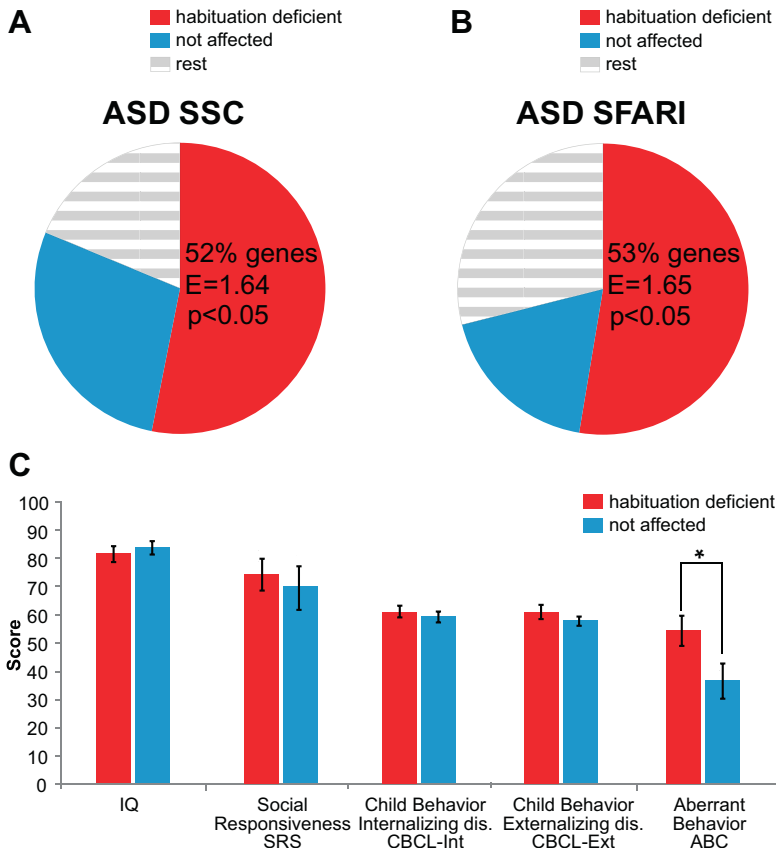 A
habituation deficient
not affected
rest
ASD SSC
52% genes
E=1.64
p<0.05
B
habituation deficient
not affected
rest
ASD SFARI
53% genes
E=1.65
p<0.05
C
habituation deficient
not affected
*
Score
100
90
80
70
60
50
40
30
20
10
0
IQ
Social
Responsiveness
SRS
Child Behavior
Internalizing dis.
CBCL-Int
Child Behavior
Externalizing dis.
CBCL-Ext
Aberrant
Behavior
ABC